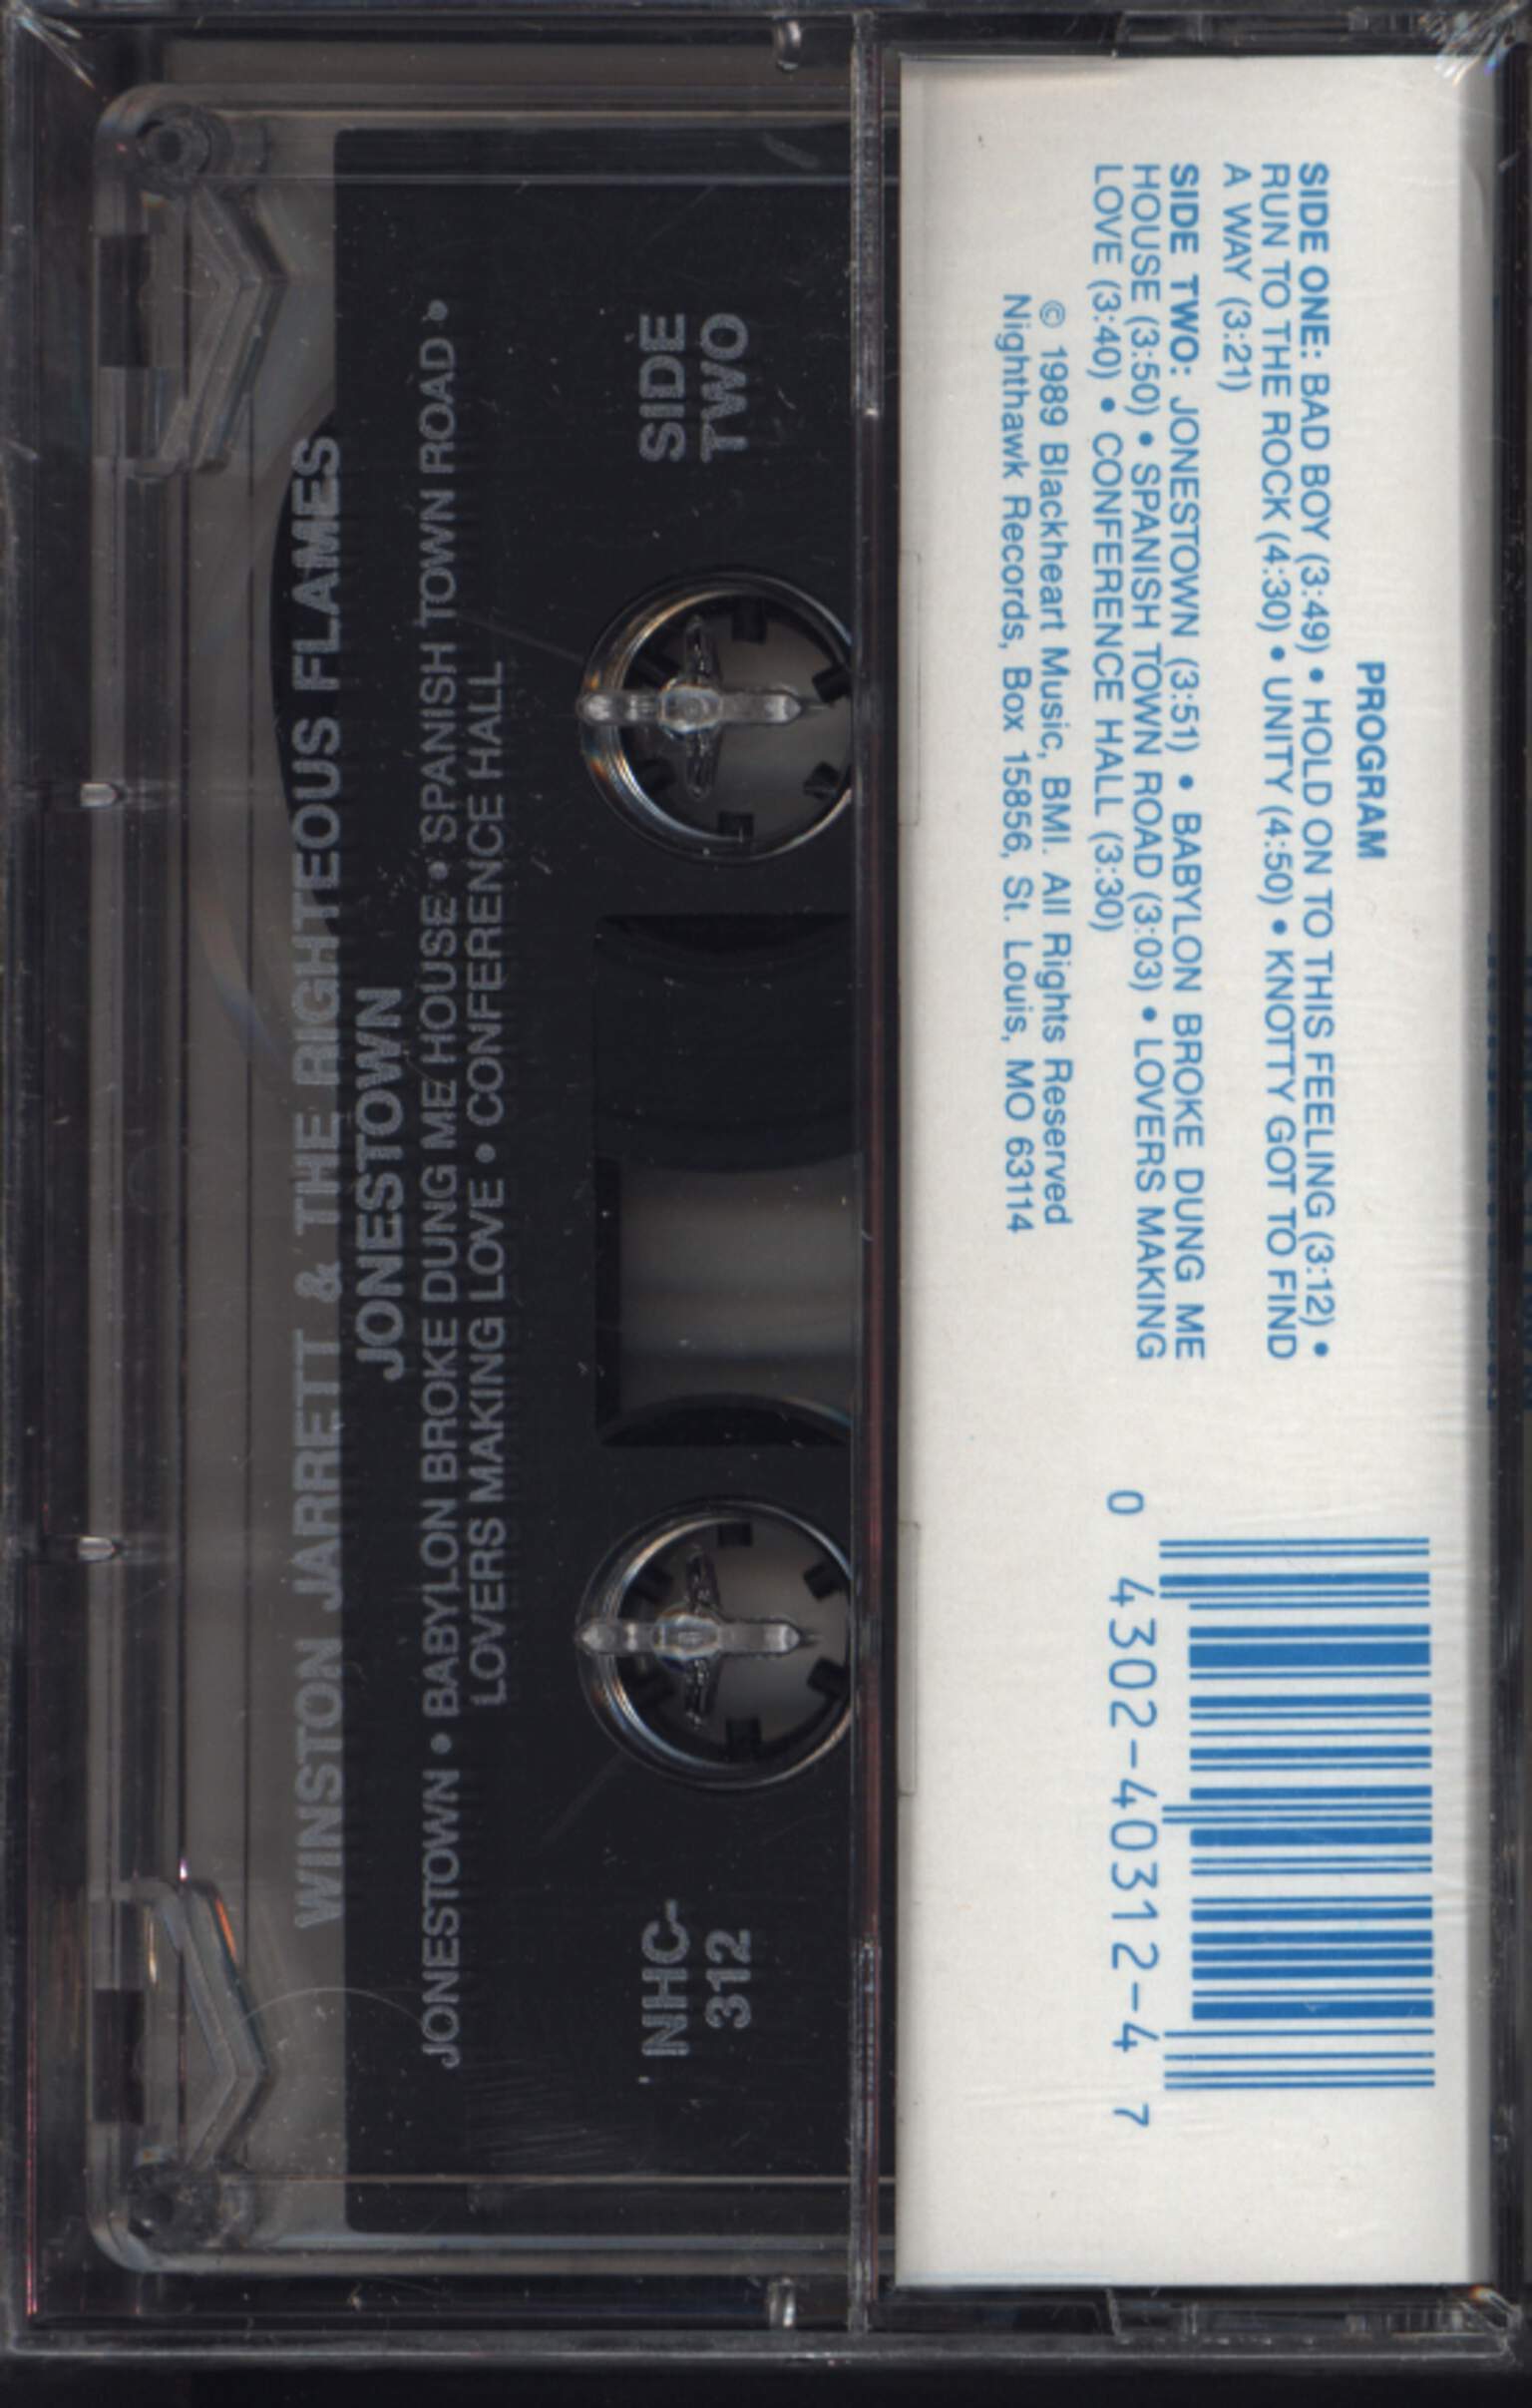 PROGRAM
SIDE ONE: BAD BOY (3:49) • HOLD ON TO THIS FEELING (3:12) •
RUN TO THE ROCK (4:30) • UNITY (4:50) • KNOTTY GOT TO FIND
A WAY (3:21)
SIDE TWO: JONESTOWN (3:51) • BABYLON BROKE DUNG ME
HOUSE (3:50) • SPANISH TOWN ROAD (3:03) • LOVERS MAKING
LOVE (3:40) • CONFERENCE HALL (3:30)
© 1989 Blackheart Music, BMI. All Rights Reserved
Nighthawk Records, Box 15856, St. Louis, MO 63114
0 4302-40312-4 7
WINSTON JARRETT & THE RIGHTEOUS FLAMES
JONESTOWN
JONESTOWN • BABYLON BROKE DUNG ME HOUSE • SPANISH TOWN ROAD •
LOVERS MAKING LOVE • CONFERENCE HALL
NHC-
312
SIDE
TWO